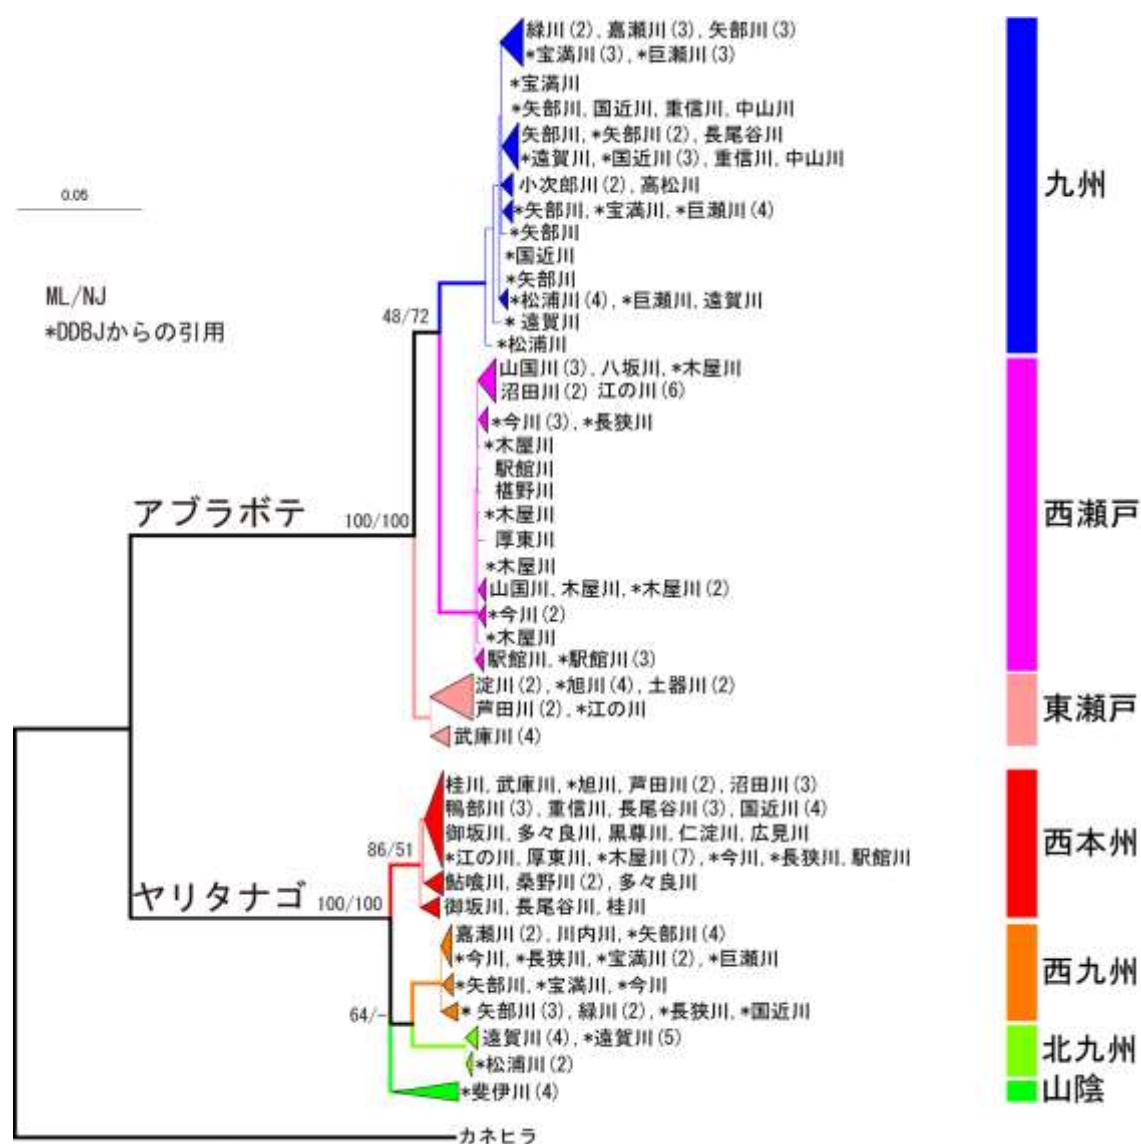 緑川(2), 嘉瀬川(3), 矢部川(3)
*宝満川(3), *巨瀬川(3)
*宝満川
*矢部川, 国近川, 重信川, 中山川
矢部川, *矢部川(2), 長尾谷川
*遠賀川, *国近川(3), 重信川, 中山川
小次郎川(2), 高松川
*矢部川, *宝満川, *巨瀬川(4)
*矢部川
*国近川
*矢部川
*松浦川(4), *巨瀬川, 遠賀川
* 遠賀川
*松浦川
九州
0.05
ML/NJ
*DDBJからの引用
48/72
山国川(3), 八坂川, *木屋川
沼田川(2) 江の川(6)
*今川(3), *長狭川
*木屋川
駅館川
椹野川
*木屋川
厚東川
*木屋川
山国川, 木屋川, *木屋川(2)
*今川(2)
*木屋川
駅館川, *駅館川(3)
西瀬戸
アブラボテ
100/100
淀川(2), *旭川(4), 土器川(2)
芦田川(2), *江の川
武庫川(4)
東瀬戸
桂川, 武庫川, *旭川, 芦田川(2), 沼田川(3)
鴨部川(3), 重信川, 長尾谷川(3), 国近川(4)
御坂川, 多々良川, 黒尊川, 仁淀川, 広見川
*江の川, 厚東川, *木屋川(7), *今川, *長狭川, 駅館川
86/51
鮎喰川, 桑野川(2), 多々良川
御坂川, 長尾谷川, 桂川
西本州
ヤリタナゴ
100/100
嘉瀬川(2), 川内川, *矢部川(4)
*今川, *長狭川, *宝満川(2), *巨瀬川
*矢部川, *宝満川, *今川
* 矢部川(3), 緑川(2), *長狭川, *国近川
西九州
64/-
遠賀川(4), *遠賀川(5)
*松浦川(2)
北九州
*斐伊川(4)
山陰
カネヒラ